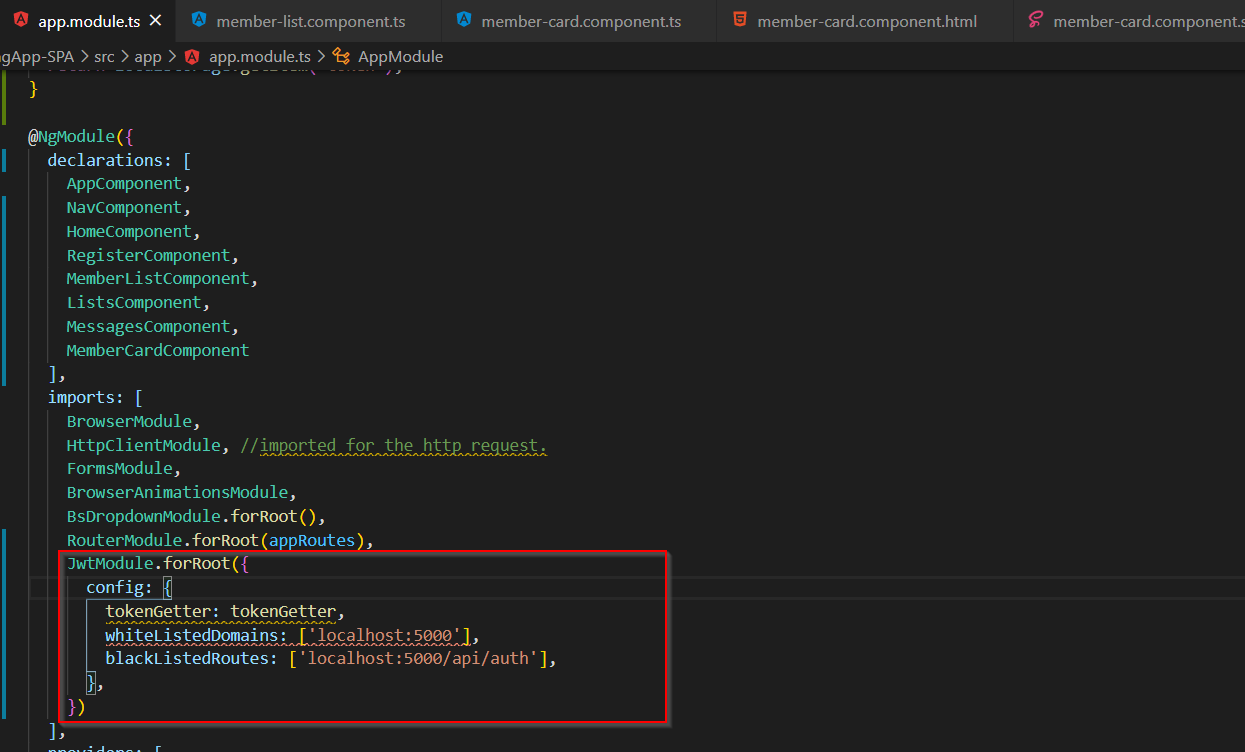 app.module.ts
member-list.component.ts
member-card.component.ts
member-card.component.html
member-card.component.s
gApp-SPA > src > app > app.module.ts > AppModule
}
@NgModule({
declarations: [
AppComponent,
NavComponent,
HomeComponent,
RegisterComponent,
MemberListComponent,
ListsComponent,
MessagesComponent,
MemberCardComponent
],
imports: [
BrowserModule,
HttpClientModule, //imported for the http request.
FormsModule,
BrowserAnimationsModule,
BsDropdownModule.forRoot(),
RouterModule.forRoot(appRoutes),
JwtModule.forRoot({
config: {
tokenGetter: tokenGetter,
whiteListedDomains: ['localhost:5000'],
blackListedRoutes: ['localhost:5000/api/auth'],
},
})
],
providers: [